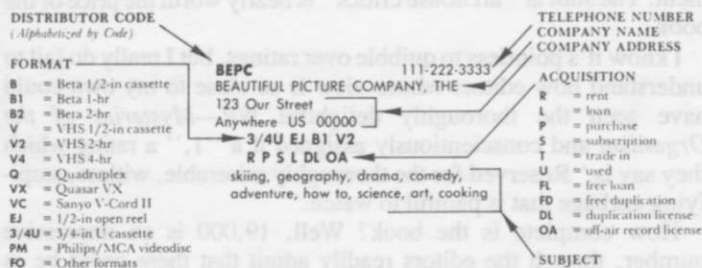 DISTRIBUTOR CODE
(Alphabetized by Code)
FORMAT
B = Beta 1/2-in cassette
B1 = Beta 1-hr
B2 = Beta 2-hr
V = VHS 1/2-in cassette
V2 = VHS 2-hr
V4 = VHS 4-hr
Q = Quadruplex
VX = Quasar VX
VC = Sanyo V-Cord II
EJ = 1/2-in open reel
3/4U = 3/4-in U cassette
PM = Philips/MCA videodisc
FO = Other formats
BEPC 111-222-3333
BEAUTIFUL PICTURE COMPANY, THE
123 Our Street
Anywhere US 00000
3/4U EJ B1 V2
R P S L DL OA
skiing, geography, drama, comedy,
adventure, how to, science, art, cooking
TELEPHONE NUMBER
COMPANY NAME
COMPANY ADDRESS
ACQUISITION
R = rent
L = loan
P = purchase
S = subscription
T = trade in
U = used
FL = free loan
FD = free duplication
DL = duplication license
OA = off-air record license
SUBJECT